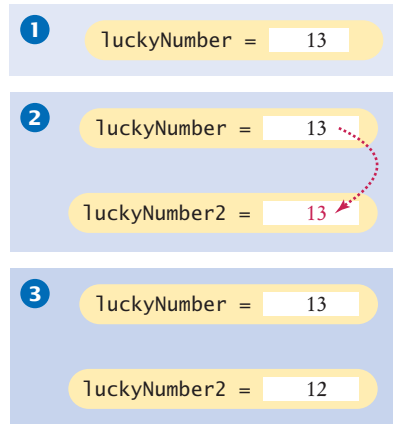 1
luckyNumber = 13
2
luckyNumber = 13
luckyNumber2 = 13
3
luckyNumber = 13
luckyNumber2 = 12